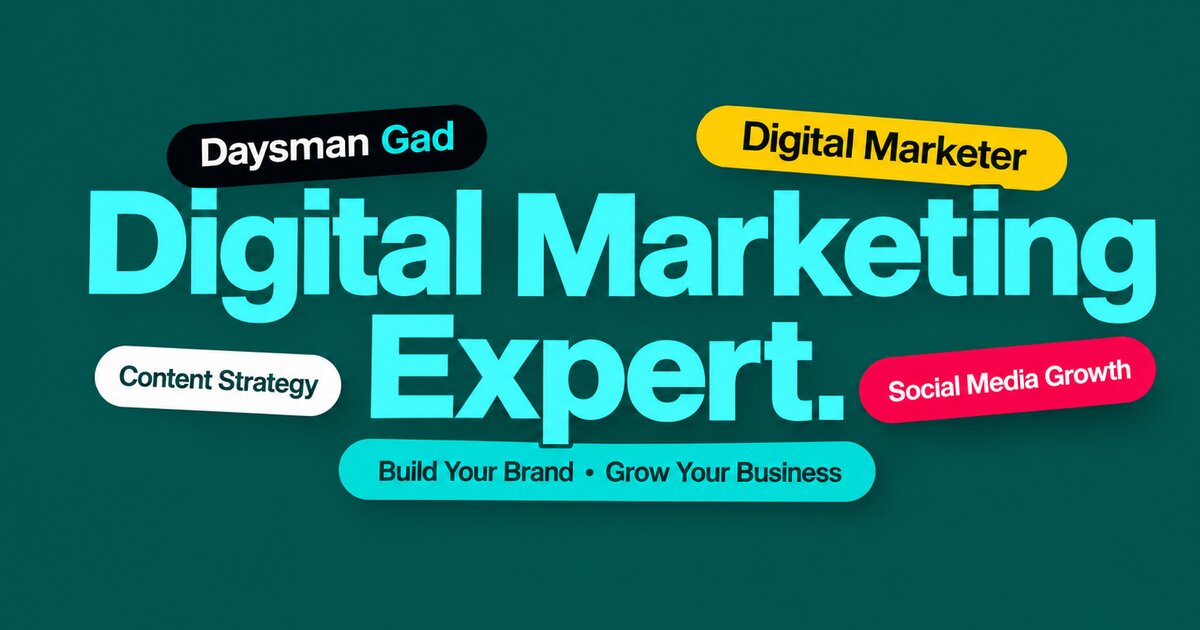 Daysman Gad
Digital Marketer
Digital Marketing
Expert.
Content Strategy
Social Media Growth
Build Your Brand • Grow Your Business